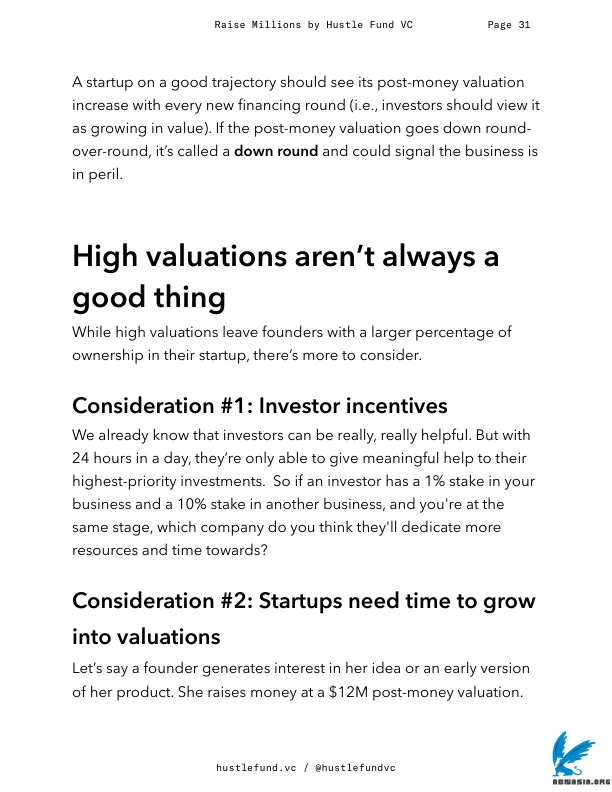 Raise Millions by Hustle Fund VC Page 31
A startup on a good trajectory should see its post-money valuation
increase with every new financing round (i.e., investors should view it
as growing in value). If the post-money valuation goes down round-
over-round, it’s called a down round and could signal the business is
in peril.
High valuations aren’t always a
good thing
While high valuations leave founders with a larger percentage of
ownership in their startup, there’s more to consider.
Consideration #1: Investor incentives
We already know that investors can be really, really helpful. But with
24 hours in a day, they’re only able to give meaningful help to their
highest-priority investments.  So if an investor has a 1% stake in your
business and a 10% stake in another business, and you're at the
same stage, which company do you think they'll dedicate more
resources and time towards?
Consideration #2: Startups need time to grow
into valuations
Let’s say a founder generates interest in her idea or an early version
of her product. She raises money at a $12M post-money valuation.
hustlefund.vc / @hustlefundvc
ABNASIA.ORG